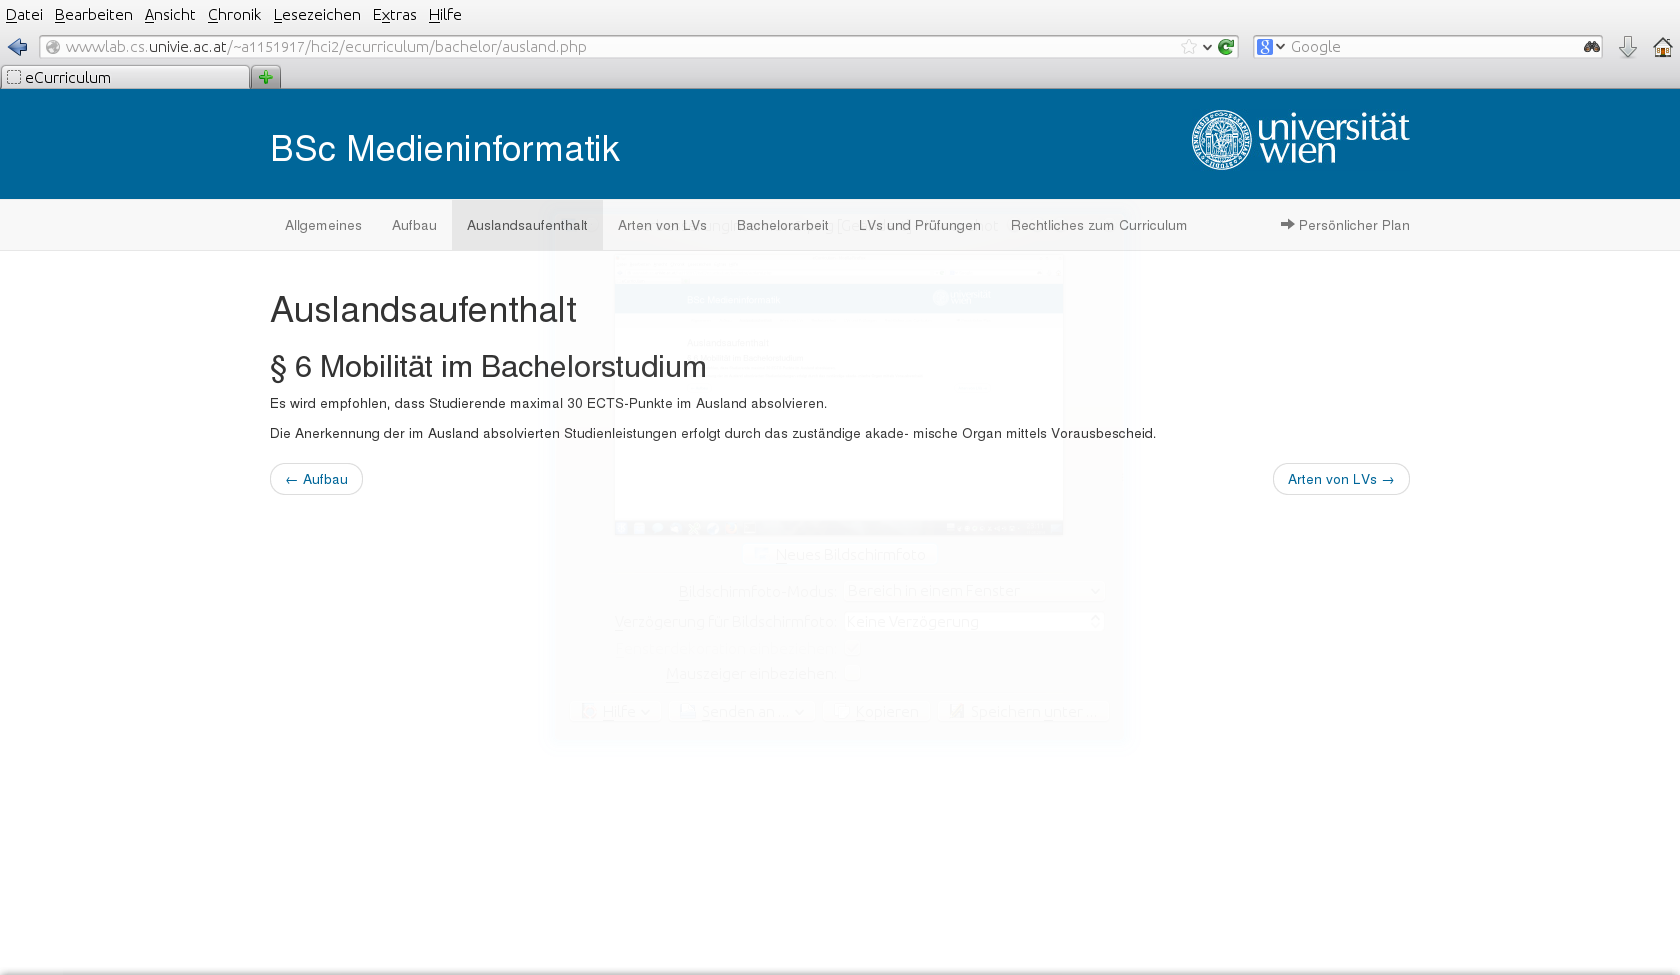 Datei Bearbeiten Ansicht Chronik Lesezeichen Extras Hilfe
wwwlab.cs.univie.ac.at/~a1151917/hci2/ecurriculum/bachelor/ausland.php
Google
eCurriculum
BSc Medieninformatik
universität
wien
Allgemeines Aufbau Auslandsaufenthalt Arten von LVs Bachelorarbeit LVs und Prüfungen Rechtliches zum Curriculum Persönlicher Plan
Auslandsaufenthalt
§ 6 Mobilität im Bachelorstudium
Es wird empfohlen, dass Studierende maximal 30 ECTS-Punkte im Ausland absolvieren.
Die Anerkennung der im Ausland absolvierten Studienleistungen erfolgt durch das zuständige akade- mische Organ mittels Vorausbescheid.
← Aufbau
Arten von LVs →
Neues Bildschirmfoto
Bildschirmfoto-Modus: Bereich in einem Fenster
Verzögerung für Bildschirmfoto: Keine Verzögerung
Mauszeiger einbeziehen:
Hilfe Senden an... Kopieren Speichern unter...